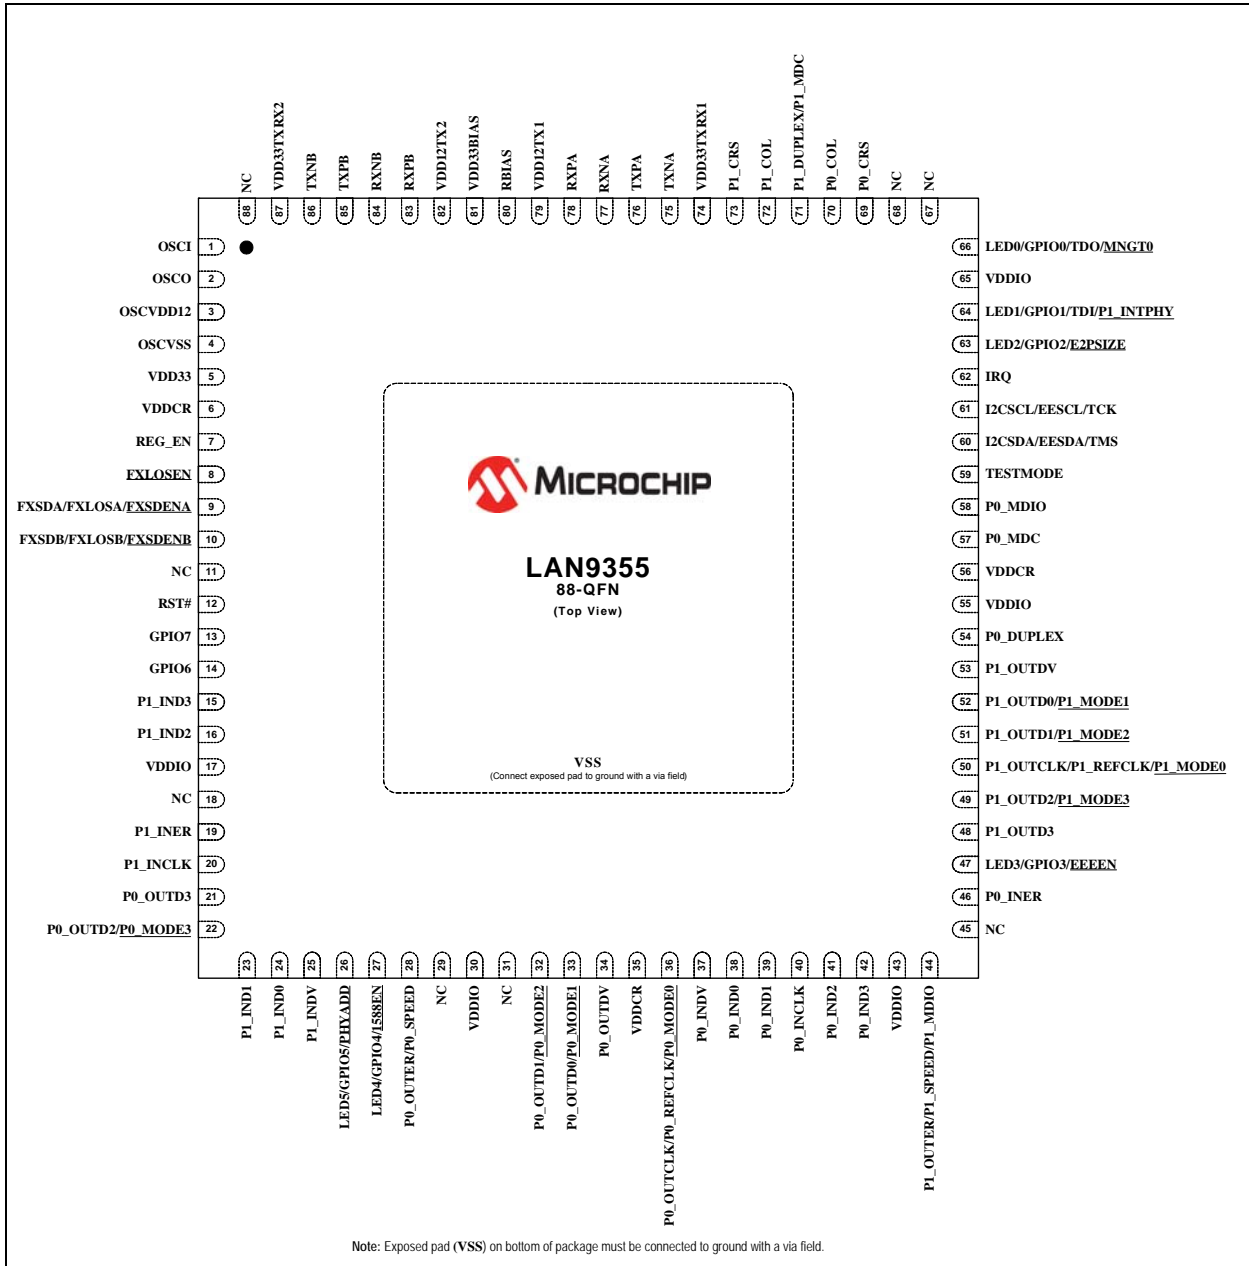 NC
VDD33TXRX2
TXNB
TXPB
RXNB
RXPB
VDD12TX2
VDD33BIAS
RBIAS
VDD12TX1
RXPA
RXNA
TXPA
TXNA
VDD33TXRX1
P1_CRS
P1_COL
P1_DUPLEX/P1_MDC
P0_COL
P0_CRS
NC
NC
88
87
86
85
84
83
82
81
80
79
78
77
76
75
74
73
72
71
70
69
68
67
OSCI 1
OSCO 2
OSCVDD12 3
OSCVSS 4
VDD33 5
VDDCR 6
REG_EN 7
FXLOSEN 8
FXSDA/FXLOSA/FXSDENA 9
FXSDB/FXLOSB/FXSDENB 10
NC 11
RST# 12
GPIO7 13
GPIO6 14
P1_IND3 15
P1_IND2 16
VDDIO 17
NC 18
P1_INER 19
P1_INCLK 20
P0_OUTD3 21
P0_OUTD2/P0_MODE3 22
MICROCHIP
LAN9355
88-QFN
(Top View)
VSS
(Connect exposed pad to ground with a via field)
66 LED0/GPIO0/TDO/MNGT0
65 VDDIO
64 LED1/GPIO1/TDI/P1_INTPHY
63 LED2/GPIO2/E2PSIZE
62 IRQ
61 I2CSCL/EESCL/TCK
60 I2CSDA/EESDA/TMS
59 TESTMODE
58 P0_MDIO
57 P0_MDC
56 VDDCR
55 VDDIO
54 P0_DUPLEX
53 P1_OUTDV
52 P1_OUTD0/P1_MODE1
51 P1_OUTD1/P1_MODE2
50 P1_OUTCLK/P1_REFCLK/P1_MODE0
49 P1_OUTD2/P1_MODE3
48 P1_OUTD3
47 LED3/GPIO3/EEEEN
46 P0_INER
45 NC
23
24
25
26
27
28
29
30
31
32
33
34
35
36
37
38
39
40
41
42
43
44
P1_IND1
P1_IND0
P1_INDV
LED5/GPIO5/PHYADD
LED4/GPIO4/1588EN
P0_OUTER/P0_SPEED
NC
VDDIO
NC
P0_OUTD1/P0_MODE2
P0_OUTD0/P0_MODE1
P0_OUTDV
VDDCR
P0_OUTCLK/P0_REFCLK/P0_MODE0
P0_INDV
P0_IND0
P0_IND1
P0_INCLK
P0_IND2
P0_IND3
VDDIO
P1_OUTER/P1_SPEED/P1_MDIO
Note: Exposed pad (VSS) on bottom of package must be connected to ground with a via field.